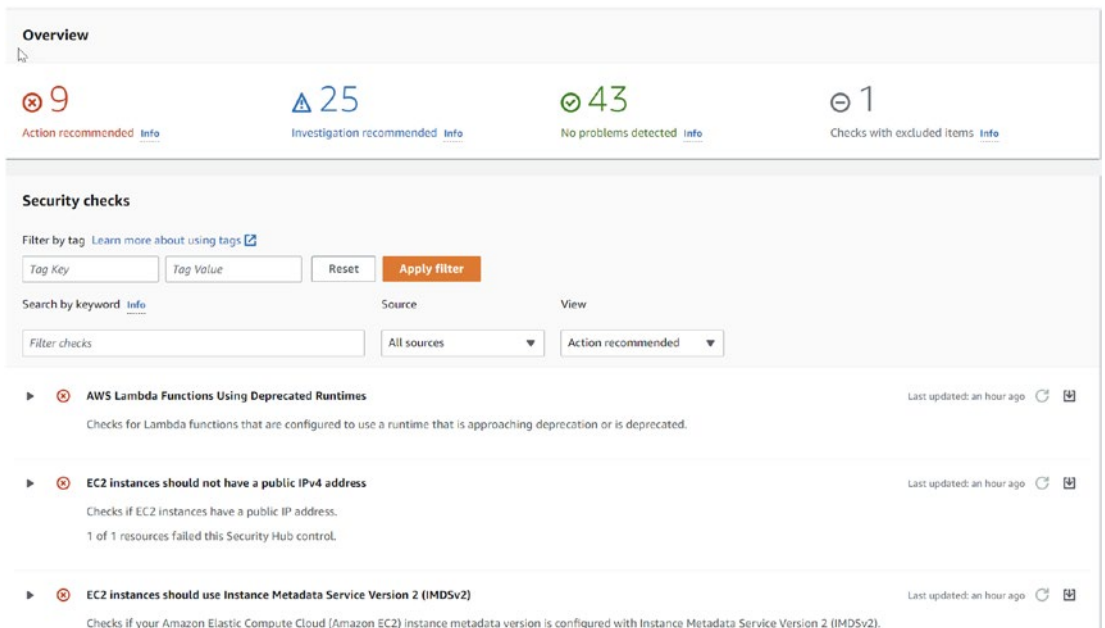 Overview
9
Action recommended Info
25
Investigation recommended Info
43
No problems detected Info
1
Checks with excluded items Info
Security checks
Filter by tag Learn more about using tags
Tag Key
Tag Value
Reset
Apply filter
Search by keyword Info
Source
View
Filter checks
All sources
Action recommended
AWS Lambda Functions Using Deprecated Runtimes
Last updated: an hour ago
Checks for Lambda functions that are configured to use a runtime that is approaching deprecation or is deprecated.
EC2 instances should not have a public IPv4 address
Last updated: an hour ago
Checks if EC2 instances have a public IP address.
1 of 1 resources failed this Security Hub control.
EC2 instances should use Instance Metadata Service Version 2 (IMDSv2)
Last updated: an hour ago
Checks if your Amazon Elastic Compute Cloud (Amazon EC2) instance metadata version is configured with Instance Metadata Service Version 2 (IMDSv2).